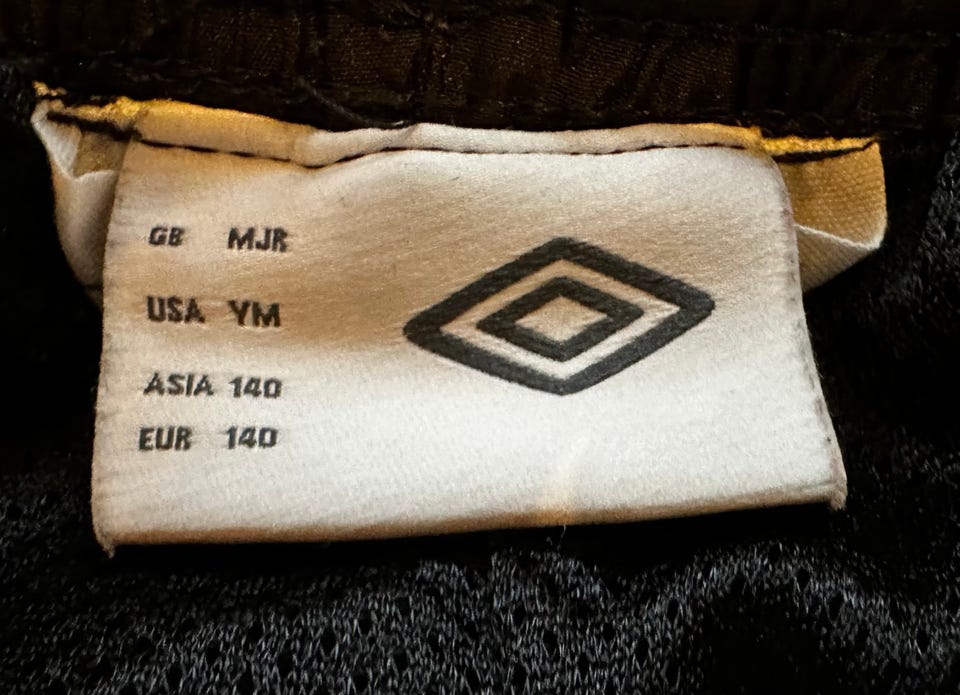 GB MJR
USA YM
ASIA 140
EUR 140